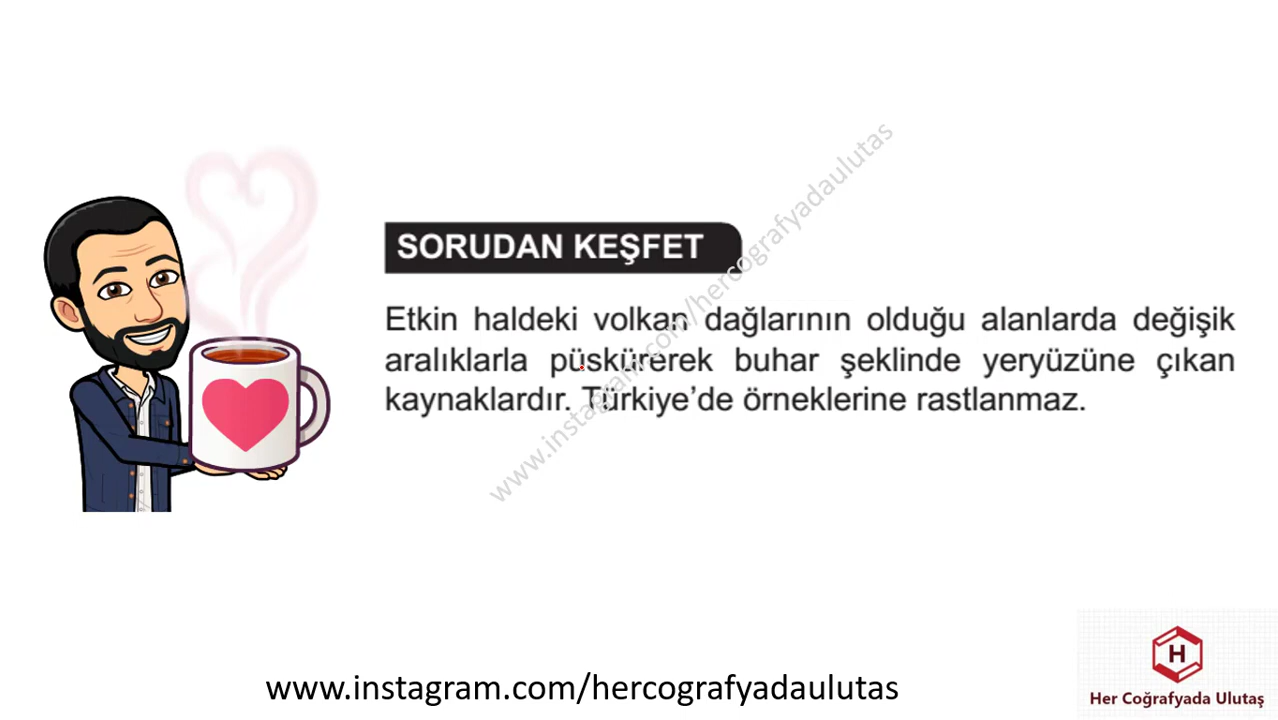 www.instagram.com/hercografyadaulutas
SORUDAN KEŞFET
Etkin haldeki volkan dağlarının olduğu alanlarda değişik
aralıklarla püskürerek buhar şeklinde yeryüzüne çıkan
kaynaklardır. Türkiye’de örneklerine rastlanmaz.
www.instagram.com/hercografyadaulutas
H
Her Coğrafyada Ulutaş